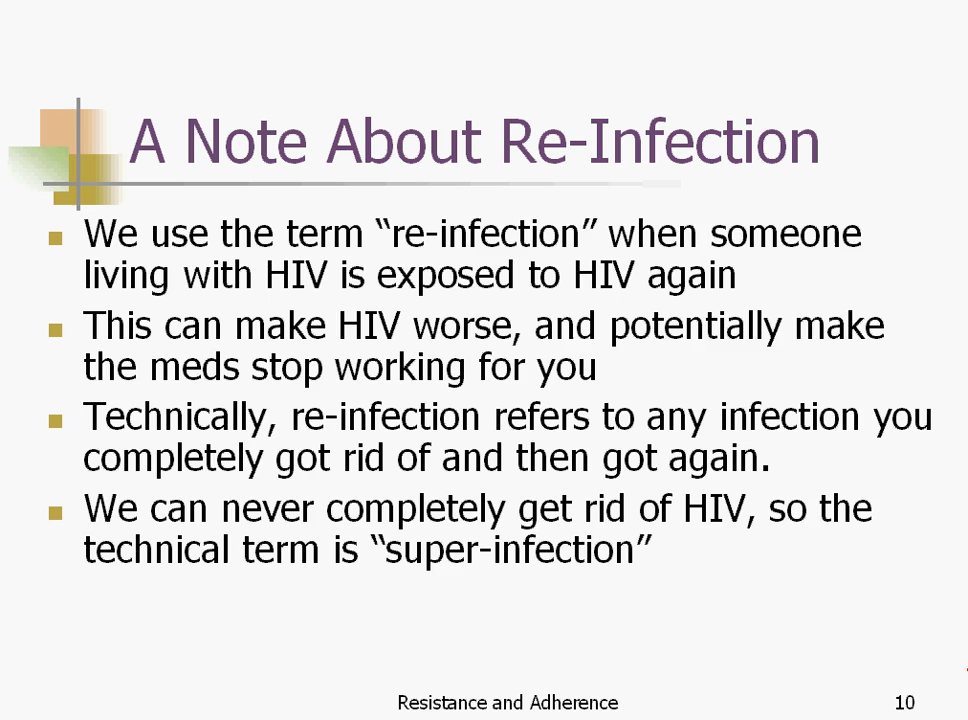 A Note About Re-Infection
We use the term “re-infection” when someone
living with HIV is exposed to HIV again
This can make HIV worse, and potentially make
the meds stop working for you
Technically, re-infection refers to any infection you
completely got rid of and then got again.
We can never completely get rid of HIV, so the
technical term is “super-infection”
Resistance and Adherence
10